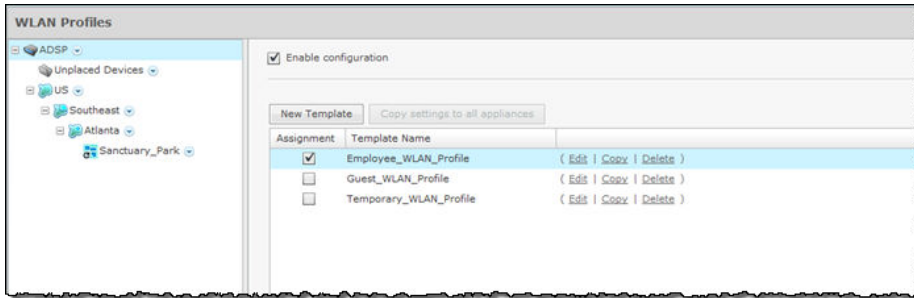 WLAN Profiles
ADSP
Unplaced Devices
US
Southeast
Atlanta
Sanctuary_Park
Enable configuration
New Template Copy settings to all appliances
Assignment Template Name
Employee_WLAN_Profile ( Edit | Copy | Delete )
Guest_WLAN_Profile ( Edit | Copy | Delete )
Temporary_WLAN_Profile ( Edit | Copy | Delete )